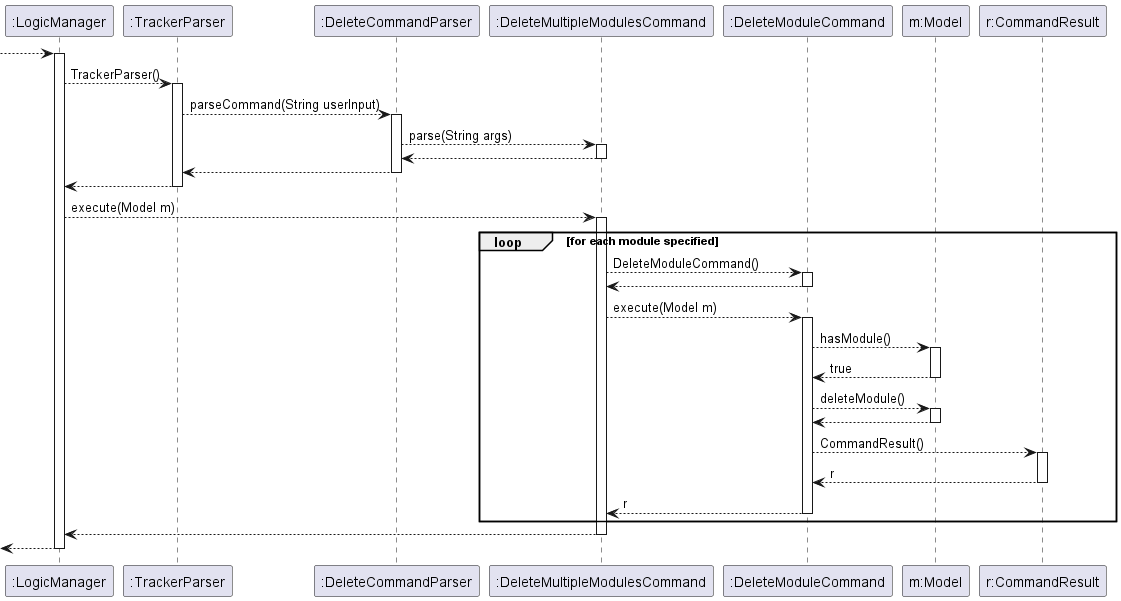 :LogicManager :TrackerParser :DeleteCommandParser :DeleteMultipleModulesCommand :DeleteModuleCommand m:Model r:CommandResult
TrackerParser()
parseCommand(String userInput)
parse(String args)
execute(Model m)
loop [for each module specified]
DeleteModuleCommand()
execute(Model m)
hasModule()
true
deleteModule()
CommandResult()
r
r
:LogicManager :TrackerParser :DeleteCommandParser :DeleteMultipleModulesCommand :DeleteModuleCommand m:Model r:CommandResult